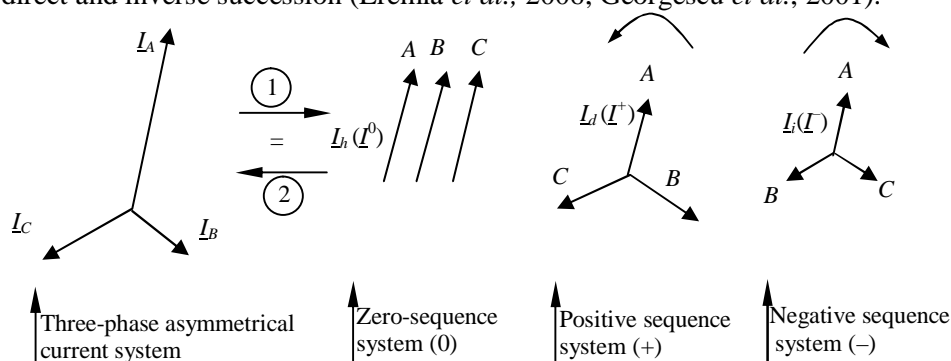 direct and inverse succession (Eremia et al., 2006; Georgescu et al., 2001).
I_A
1
=
2
I_C
I_B
A B C
I_h (I^0)
A
I_d (I^+)
C
B
A
I_i (I^-)
B
C
Three-phase asymmetrical
current system
Zero-sequence
system (0)
Positive sequence
system (+)
Negative sequence
system (–)